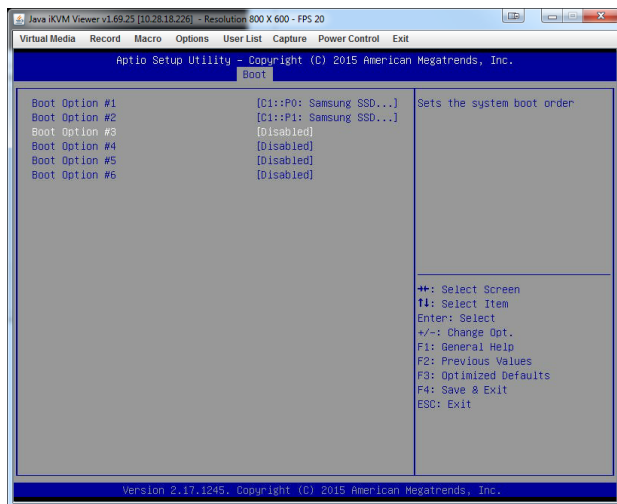 Java iKVM Viewer v1.69.25 [10.28.18.226] - Resolution 800 X 600 - FPS 20
Virtual Media Record Macro Options User List Capture Power Control Exit
Aptio Setup Utility – Copyright (C) 2015 American Megatrends, Inc.
Boot
Boot Option #1 [C1::P0: Samsung SSD...] Sets the system boot order
Boot Option #2 [C1::P1: Samsung SSD...]
Boot Option #3 [Disabled]
Boot Option #4 [Disabled]
Boot Option #5 [Disabled]
Boot Option #6 [Disabled]
→←: Select Screen
↑↓: Select Item
Enter: Select
+/-: Change Opt.
F1: General Help
F2: Previous Values
F3: Optimized Defaults
F4: Save & Exit
ESC: Exit
Version 2.17.1245. Copyright (C) 2015 American Megatrends, Inc.